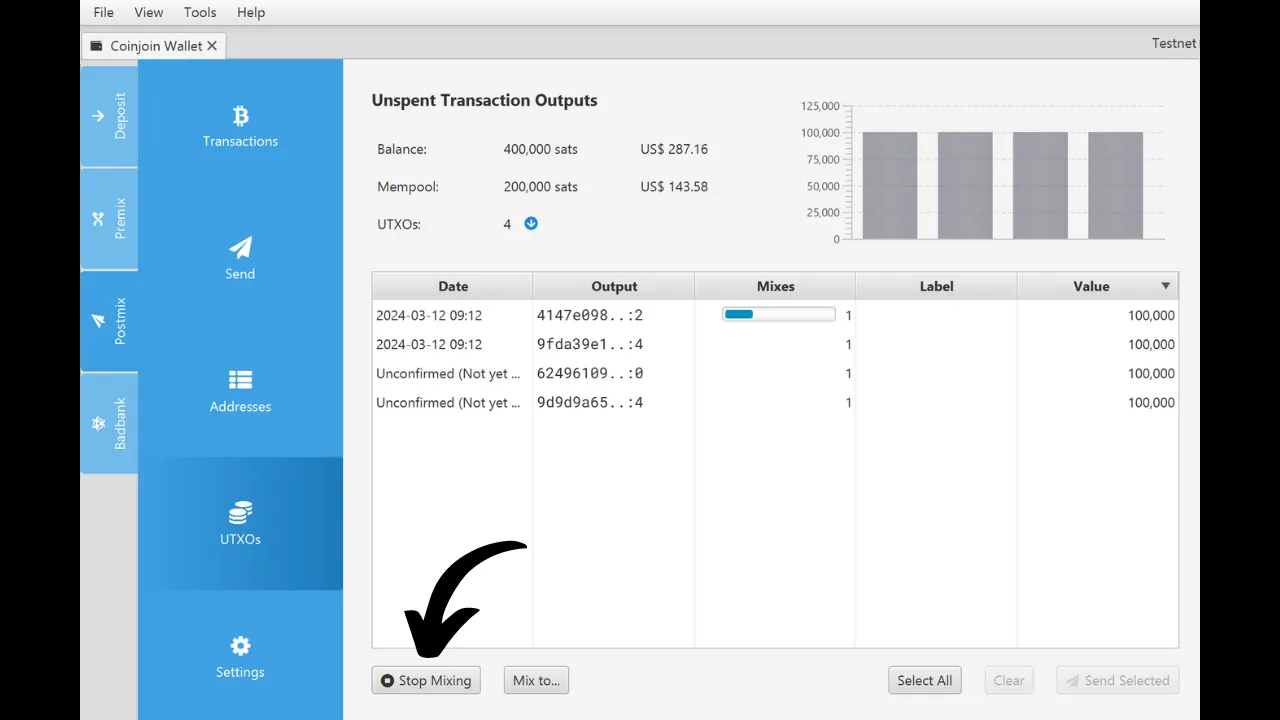 File View Tools Help
Coinjoin Wallet
Testnet
Deposit
Premix
Postmix
Badbank
Transactions
Send
Addresses
UTXOs
Settings
Unspent Transaction Outputs
Balance: 400,000 sats US$ 287.16
Mempool: 200,000 sats US$ 143.58
UTXOs: 4
125,000
100,000
75,000
50,000
25,000
0
Date Output Mixes Label Value
2024-03-12 09:12 4147e098..:2 1 100,000
2024-03-12 09:12 9fda39e1..:4 1 100,000
Unconfirmed (Not yet ... 62496109..:0 1 100,000
Unconfirmed (Not yet ... 9d9d9a65..:4 1 100,000
Stop Mixing Mix to... Select All Clear Send Selected